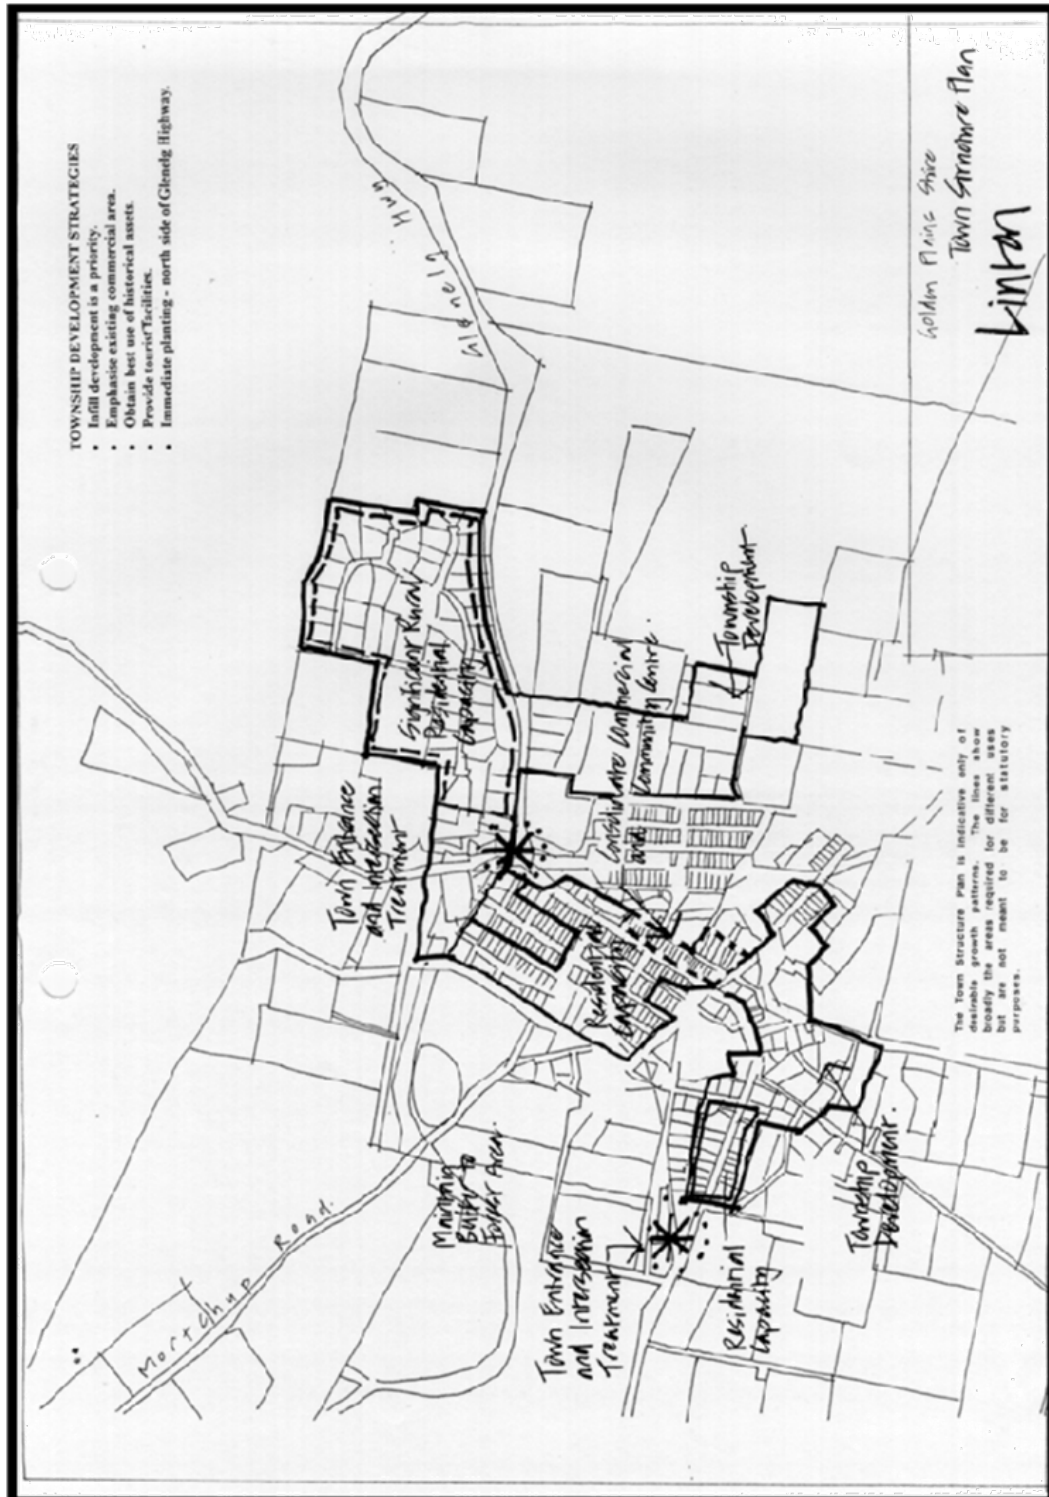 TOWNSHIP DEVELOPMENT STRATEGIES
• Infill development is a priority.
• Emphasise existing commercial area.
• Obtain best use of historical assets.
• Provide tourist facilities.
• Immediate planting - north side of Glenelg Highway.
Glenelg Hwy
Significant Rural
Residential
Capacity
Town Entrance
and Intersection
Treatment
Mortchup Road.
Maintain
Buffer to
Forest Area.
Residential
Capacity
Consolidate Commercial
and Community Centre.
Township
Development
Town Entrance
and Intersection
Treatment
Residential
Capacity
Township
Development.
The Town Structure Plan is indicative only of
desirable growth patterns. The lines show
broadly the areas required for different uses
but are not meant to be for statutory
purposes.
Golden Plains Shire
Town Structure Plan
Linton